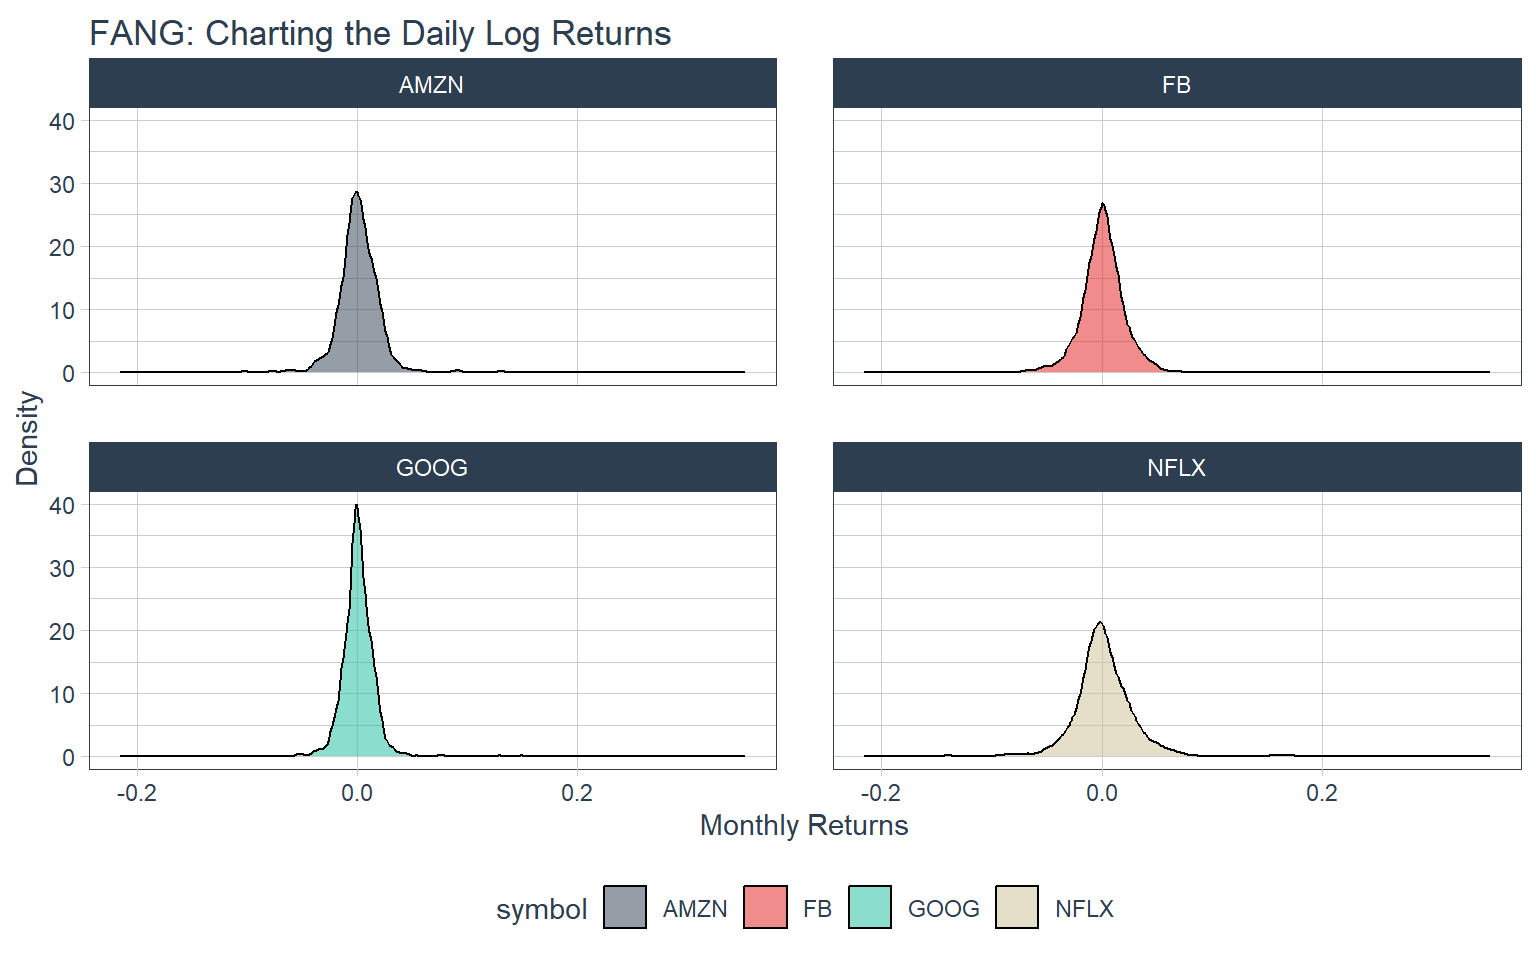 FANG: Charting the Daily Log Returns
AMZN
FB
40
30
20
10
0
Density
GOOG
NFLX
40
30
20
10
0
-0.2 0.0 0.2
-0.2 0.0 0.2
Monthly Returns
symbol AMZN FB GOOG NFLX